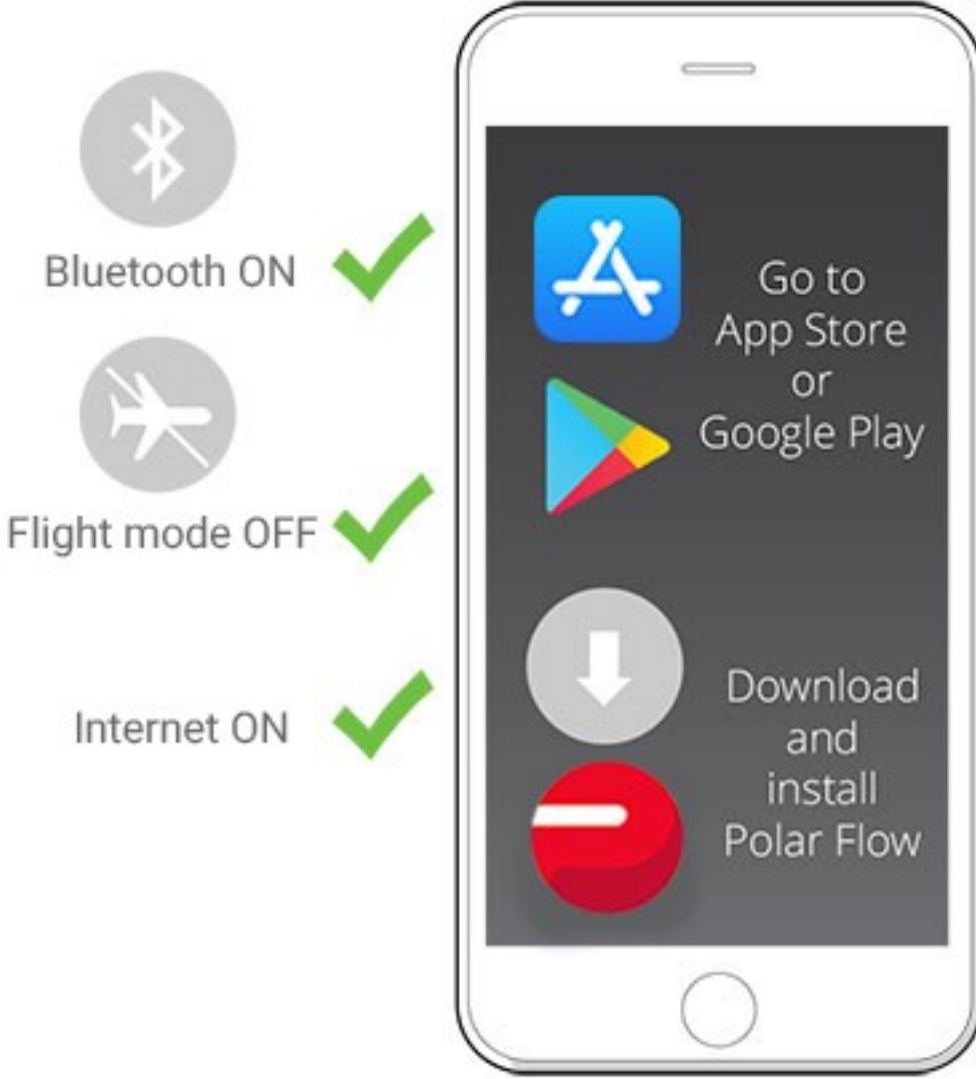 Bluetooth ON
Flight mode OFF
Internet ON
Go to
App Store
or
Google Play
Download
and
install
Polar Flow